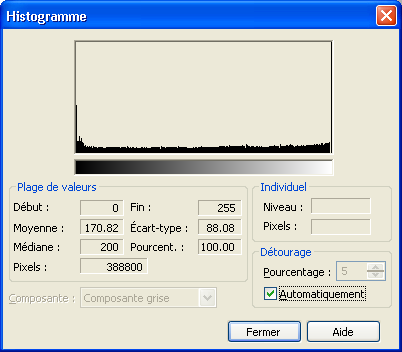 Histogramme
Plage de valeurs
Individuel
Début : 0 Fin : 255
Niveau :
Moyenne : 170.82 Écart-type : 88.08
Pixels :
Médiane : 200 Pourcent. : 100.00
Pixels : 388800
Détourage
Pourcentage : 5
Composante : Composante grise
Automatiquement
Fermer
Aide